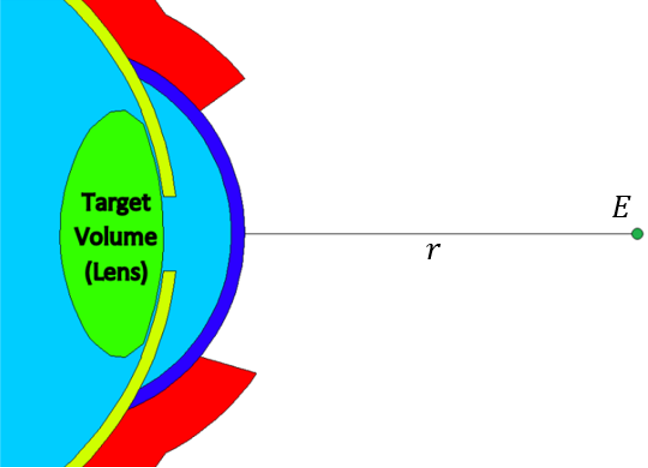 E
Target
Volume
(Lens)
r